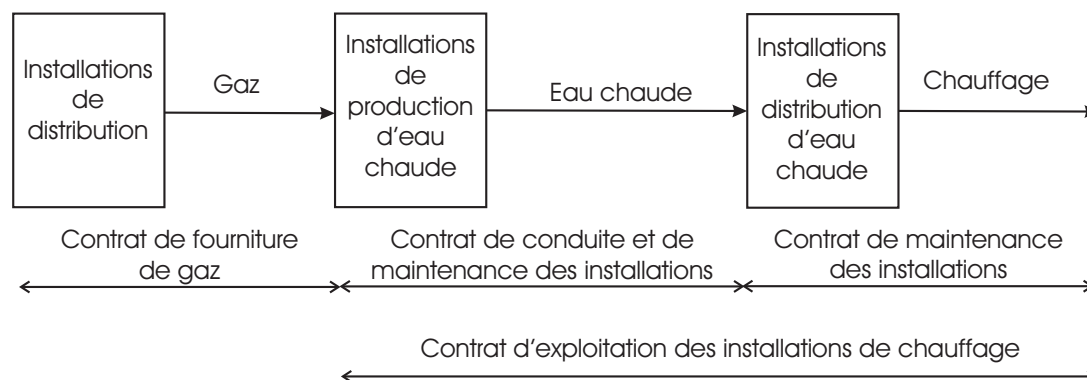 Installations
de
distribution
Gaz
Installations
de
production
d'eau
chaude
Eau chaude
Installations
de
distribution
d'eau
chaude
Chauffage
Contrat de fourniture
de gaz
Contrat de conduite et de
maintenance des installations
Contrat de maintenance
des installations
Contrat d'exploitation des installations de chauffage